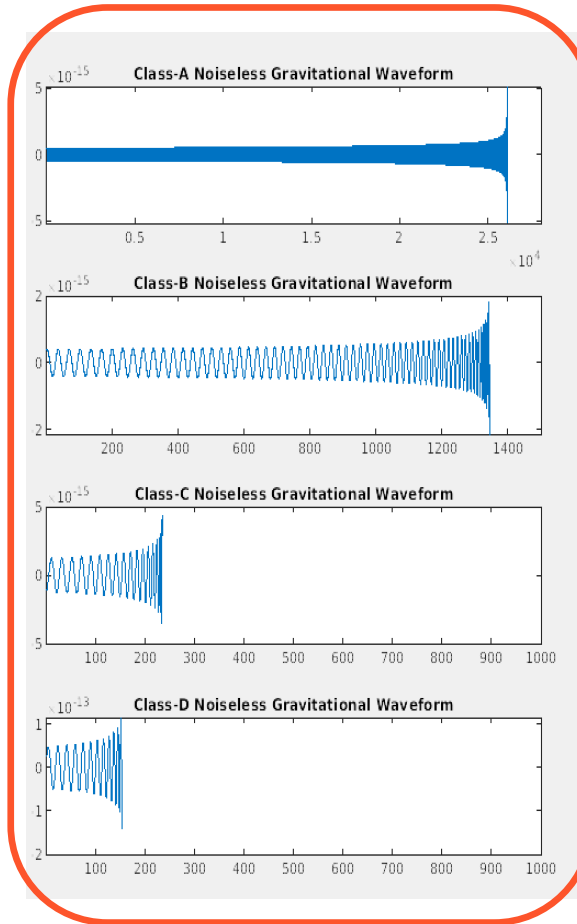 ×10^-15
Class-A Noiseless Gravitational Waveform
5
0
5
0.5 1 1.5 2 2.5
×10^4
×10^-15
Class-B Noiseless Gravitational Waveform
2
0
2
200 400 600 800 1000 1200 1400
×10^-15
Class-C Noiseless Gravitational Waveform
5
0
5
100 200 300 400 500 600 700 800 900 1000
×10^-13
Class-D Noiseless Gravitational Waveform
1
0
1
2
100 200 300 400 500 600 700 800 900 1000